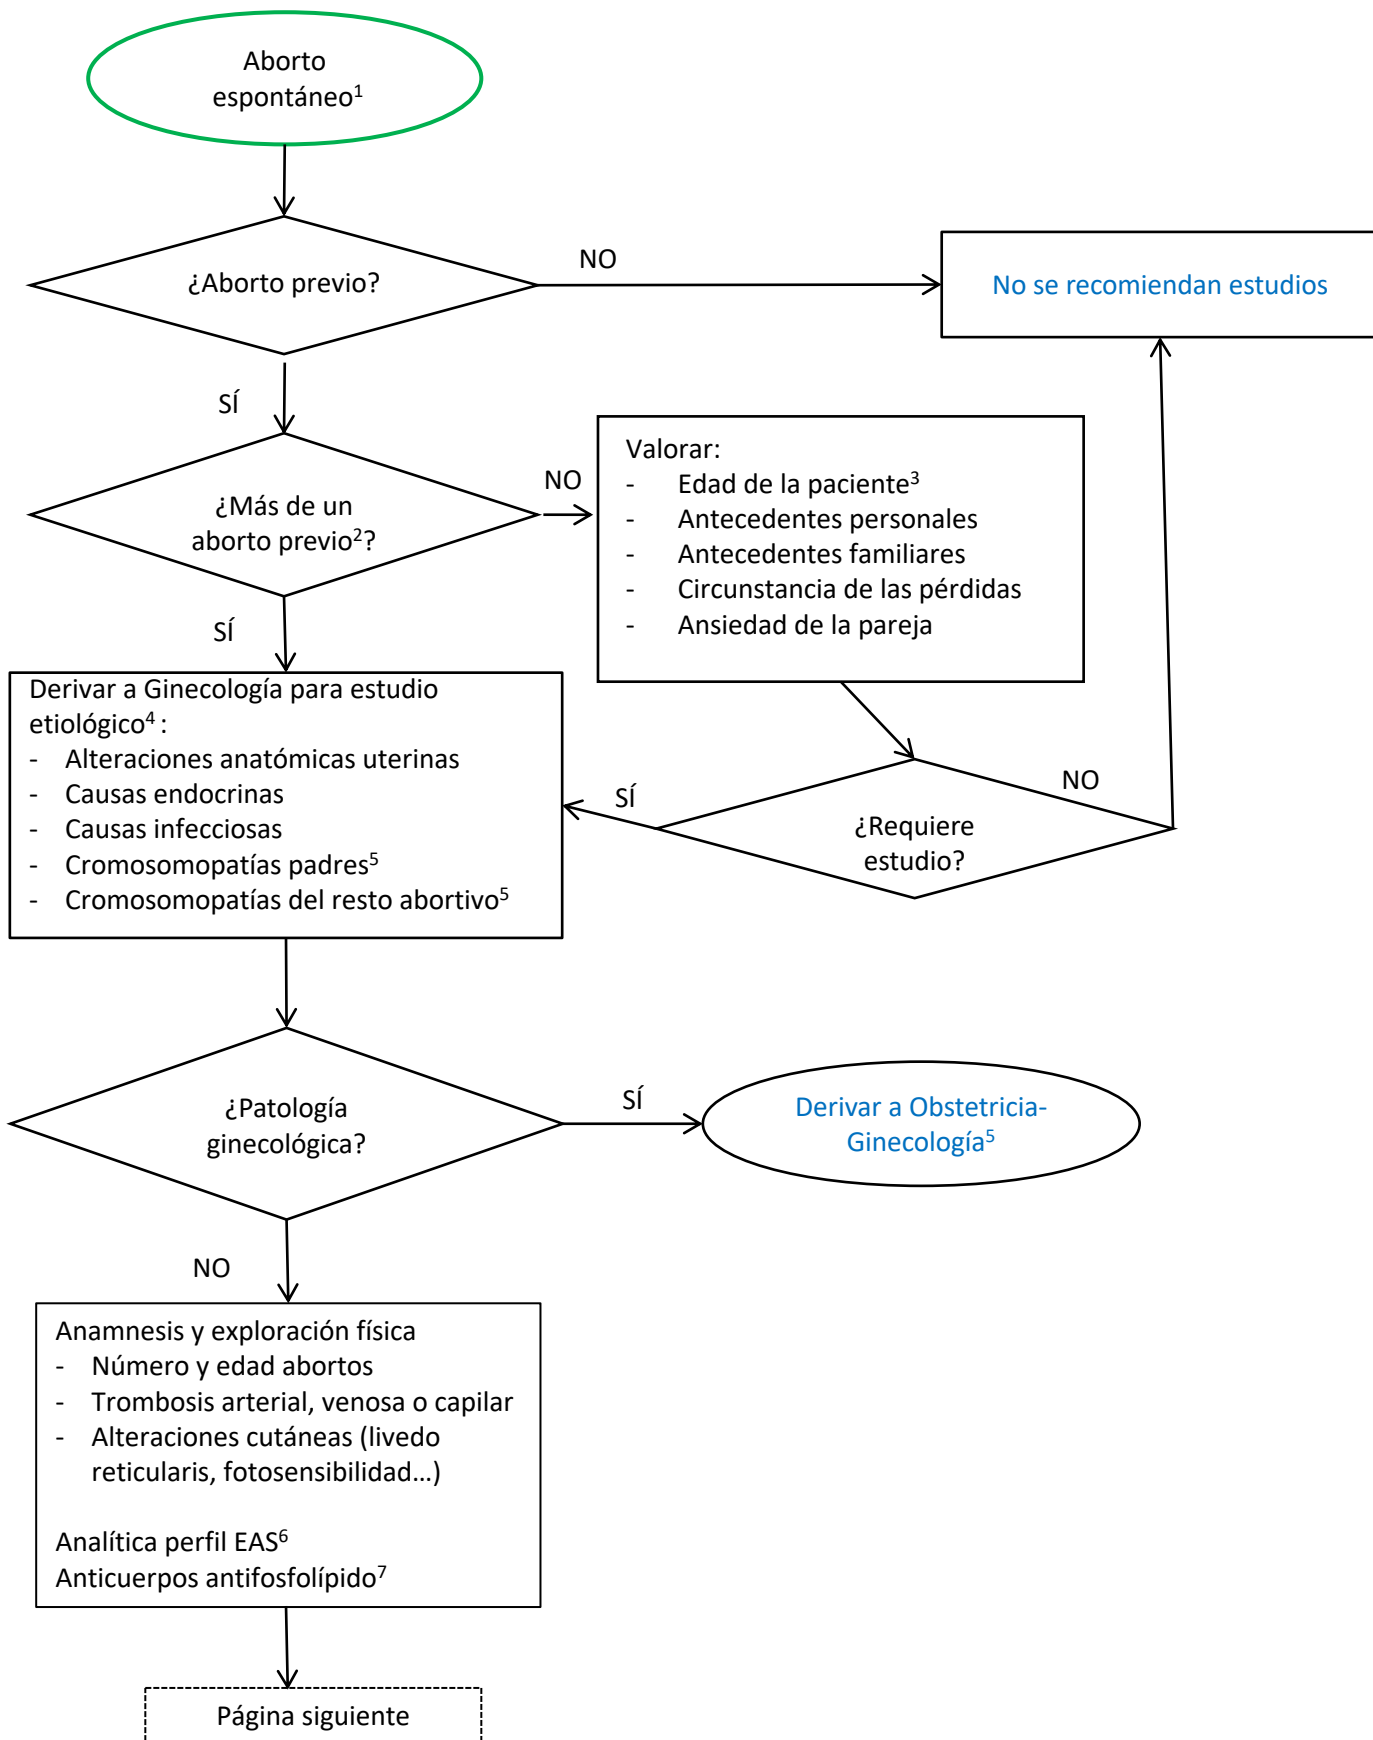 Aborto
espontáneo1
¿Aborto previo?
NO
No se recomiendan estudios
SÍ
¿Más de un
aborto previo2?
NO
Valorar:
- Edad de la paciente3
- Antecedentes personales
- Antecedentes familiares
- Circunstancia de las pérdidas
- Ansiedad de la pareja
SÍ
Derivar a Ginecología para estudio
etiológico4 :
- Alteraciones anatómicas uterinas
- Causas endocrinas
- Causas infecciosas
- Cromosomopatías padres5
- Cromosomopatías del resto abortivo5
SÍ
¿Requiere
estudio?
NO
¿Patología
ginecológica?
SÍ
Derivar a Obstetricia-
Ginecología5
NO
Anamnesis y exploración física
- Número y edad abortos
- Trombosis arterial, venosa o capilar
- Alteraciones cutáneas (livedo
reticularis, fotosensibilidad...)
Analítica perfil EAS6
Anticuerpos antifosfolípido7
Página siguiente